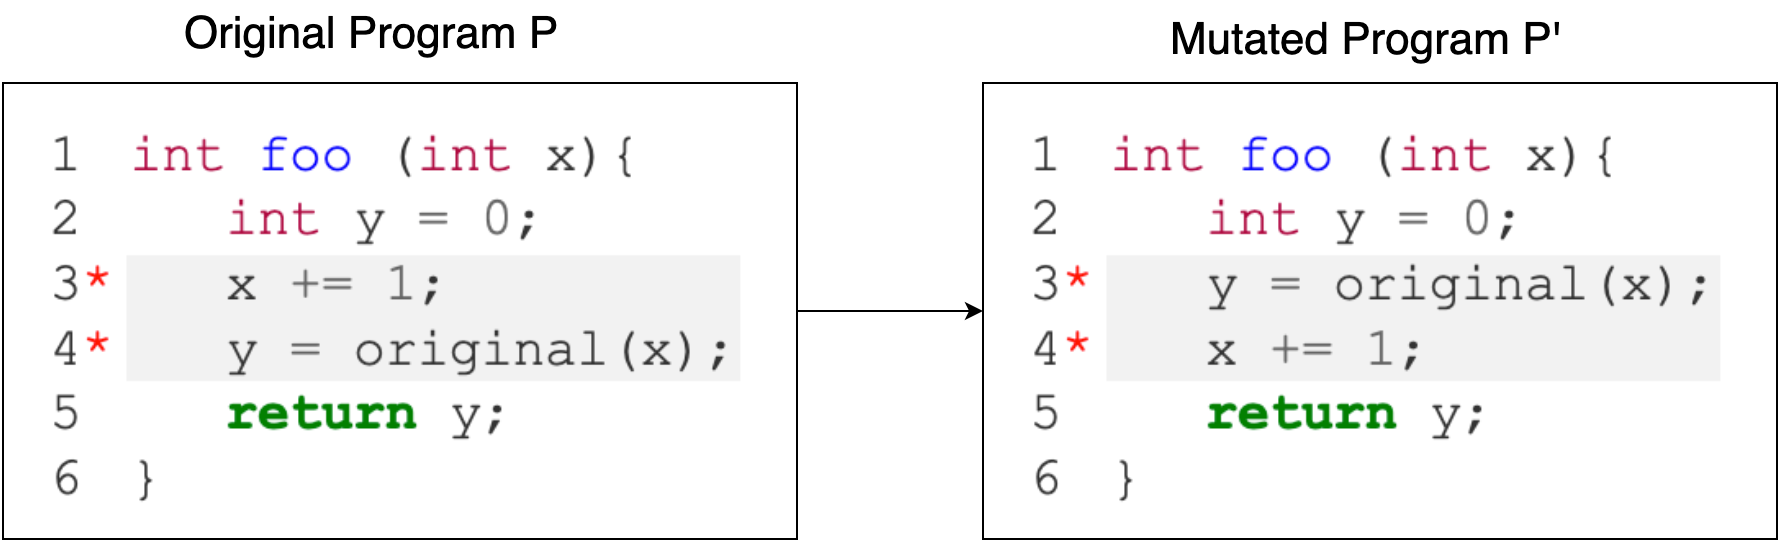 Original Program P
1 int foo (int x){
2 int y = 0;
3* x += 1;
4* y = original(x);
5 return y;
6 }
Mutated Program P'
1 int foo (int x){
2 int y = 0;
3* y = original(x);
4* x += 1;
5 return y;
6 }